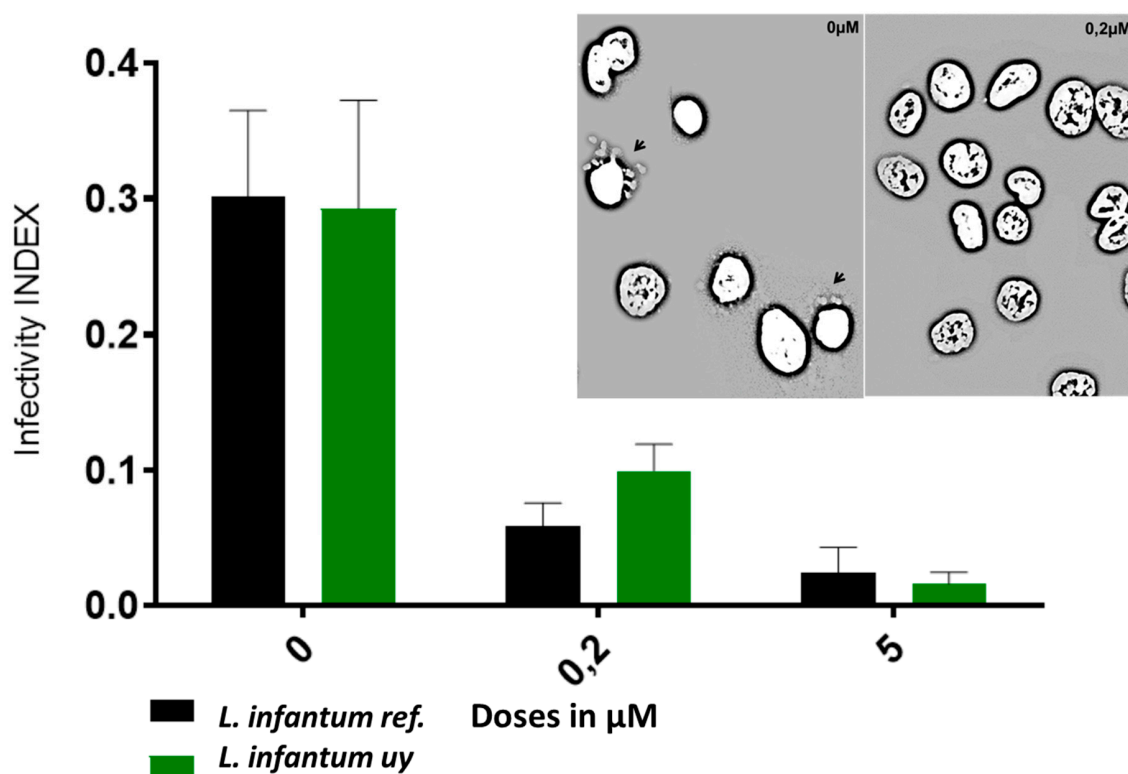 0µM
0,2µM
Infectivity INDEX
0.4
0.3
0.2
0.1
0.0
0
0,2
5
L. infantum ref.
Doses in µM
L. infantum uy